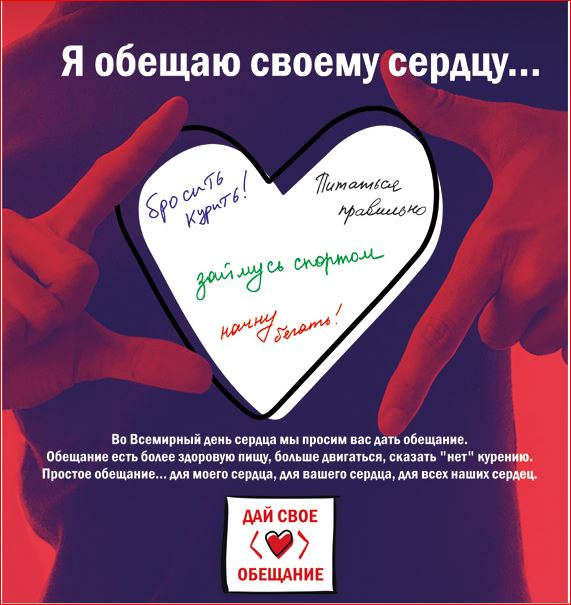 Я обещаю своему сердцу...
бросить
курить!
Питаться
правильно
займусь спортом
начну
бегать!
Во Всемирный день сердца мы просим вас дать обещание.
Обещание есть более здоровую пищу, больше двигаться, сказать "нет" курению.
Простое обещание... для моего сердца, для вашего сердца, для всех наших сердец.
ДАЙ СВОЕ
ОБЕЩАНИЕ